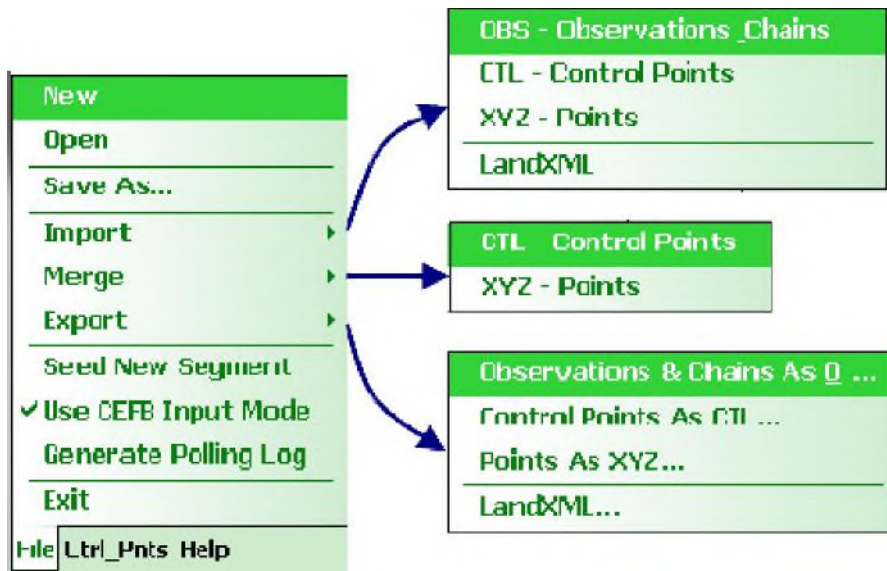 New
Open
Save As...
Import
Merge
Export
Seed New Segment
Use CEFB Input Mode
Generate Polling Log
Exit
File Ctrl_Pnts Help
OBS - Observations_Chains
CTL - Control Points
XYZ - Points
LandXML
CTL Control Points
XYZ - Points
Observations & Chains As O ...
Control Points As CTL ...
Points As XYZ...
LandXML...